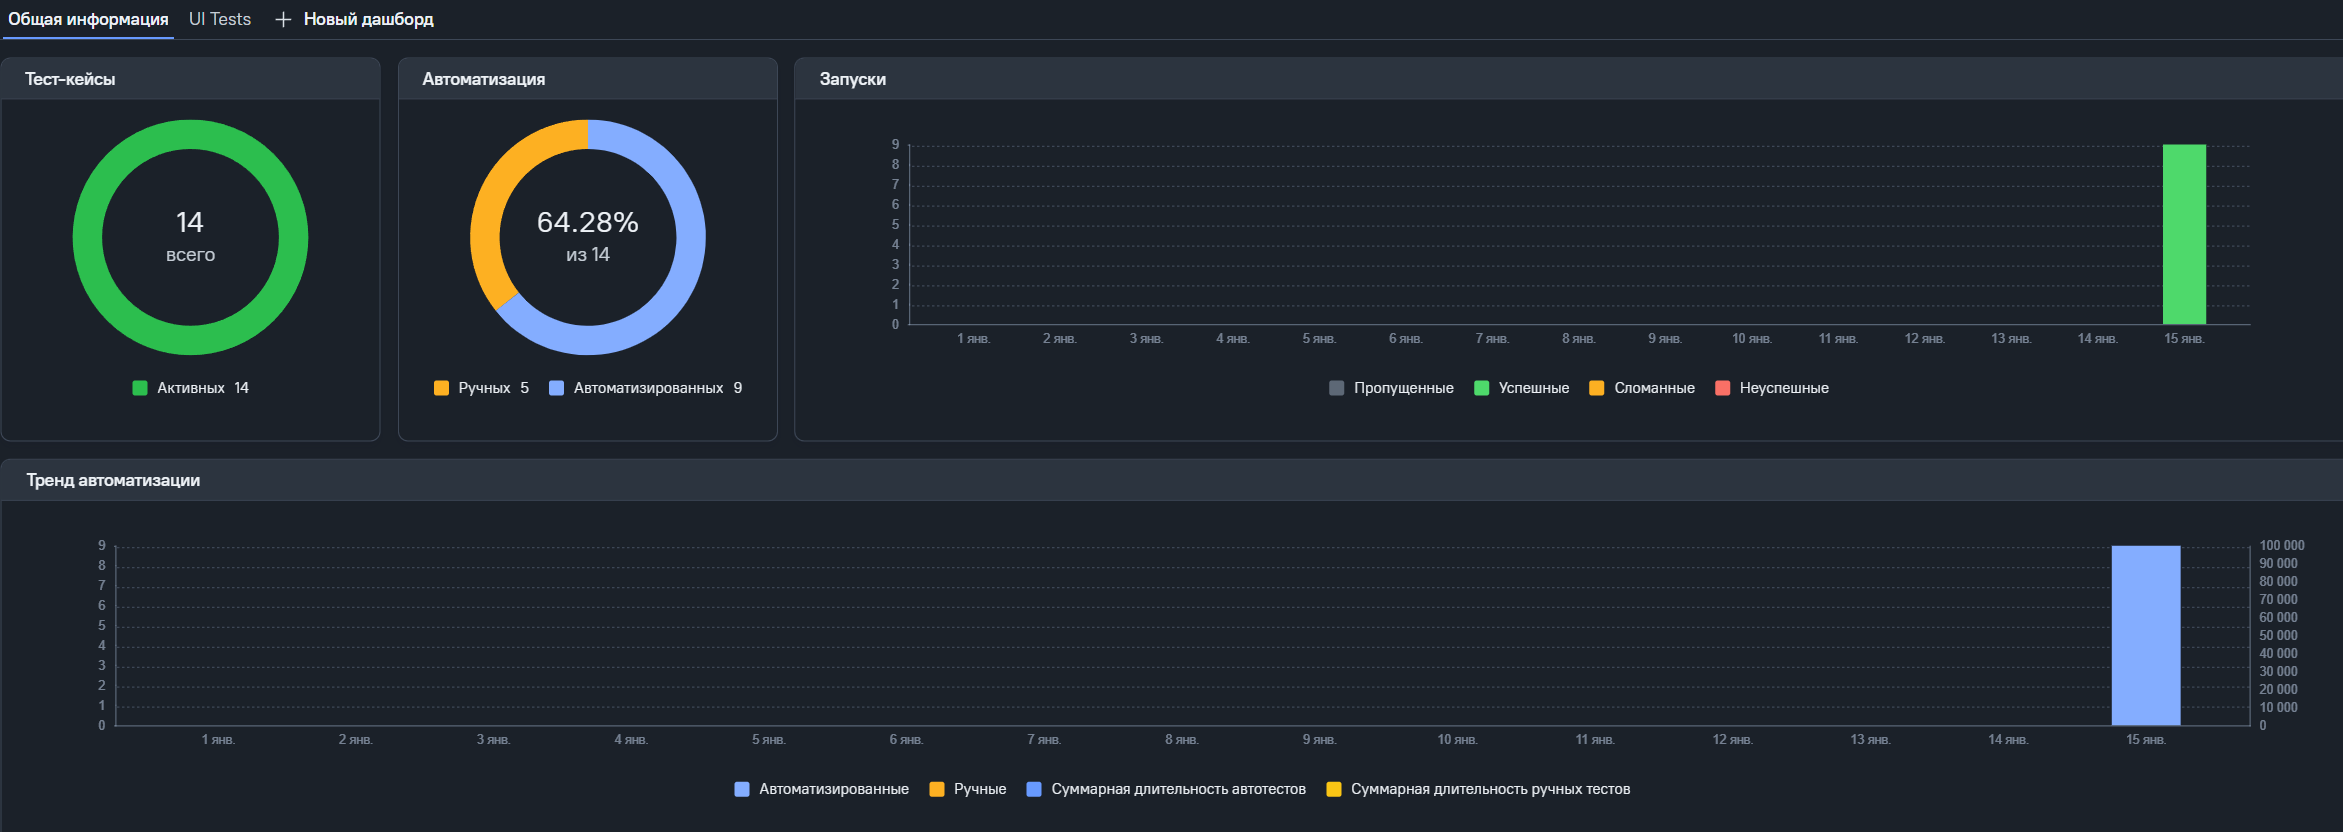 Общая информация UI Tests + Новый дашборд
Тест-кейсы
14
всего
Активных 14
Автоматизация
64.28%
из 14
Ручных 5 Автоматизированных 9
Запуски
9
8
7
6
5
4
3
2
1
0
1 янв. 2 янв. 3 янв. 4 янв. 5 янв. 6 янв. 7 янв. 8 янв. 9 янв. 10 янв. 11 янв. 12 янв. 13 янв. 14 янв. 15 янв.
Пропущенные Успешные Сломанные Неуспешные
Тренд автоматизации
9
8
7
6
5
4
3
2
1
0
100 000
90 000
80 000
70 000
60 000
50 000
40 000
30 000
20 000
10 000
0
1 янв. 2 янв. 3 янв. 4 янв. 5 янв. 6 янв. 7 янв. 8 янв. 9 янв. 10 янв. 11 янв. 12 янв. 13 янв. 14 янв. 15 янв.
Автоматизированные Ручные Суммарная длительность автотестов Суммарная длительность ручных тестов